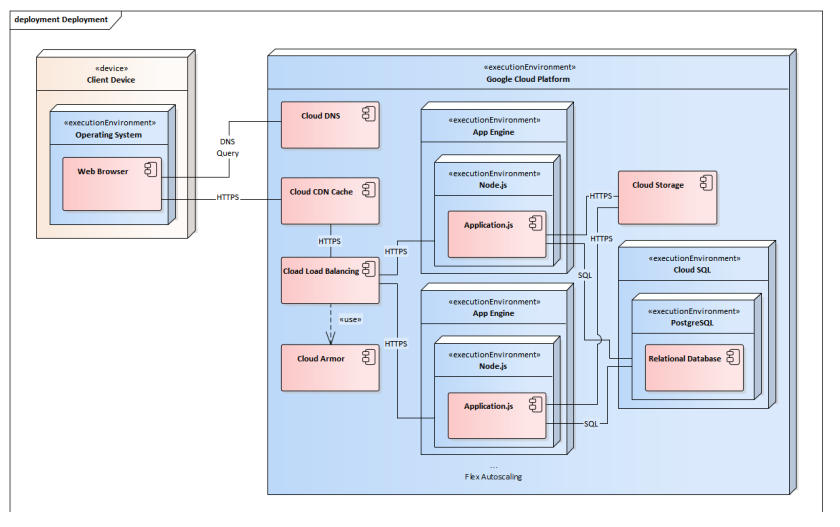 deployment Deployment
«device»
Client Device
«executionEnvironment»
Operating System
Web Browser
DNS
Query
HTTPS
«executionEnvironment»
Google Cloud Platform
Cloud DNS
Cloud CDN Cache
HTTPS
Cload Load Balancing
«use»
Cloud Armor
HTTPS
HTTPS
«executionEnvironment»
App Engine
«executionEnvironment»
Node.js
Application.js
«executionEnvironment»
App Engine
«executionEnvironment»
Node.js
Application.js
...
Flex Autoscaling
HTTPS
HTTPS
SQL
SQL
Cloud Storage
«executionEnvironment»
Cloud SQL
«executionEnvironment»
PostgreSQL
Relational Database